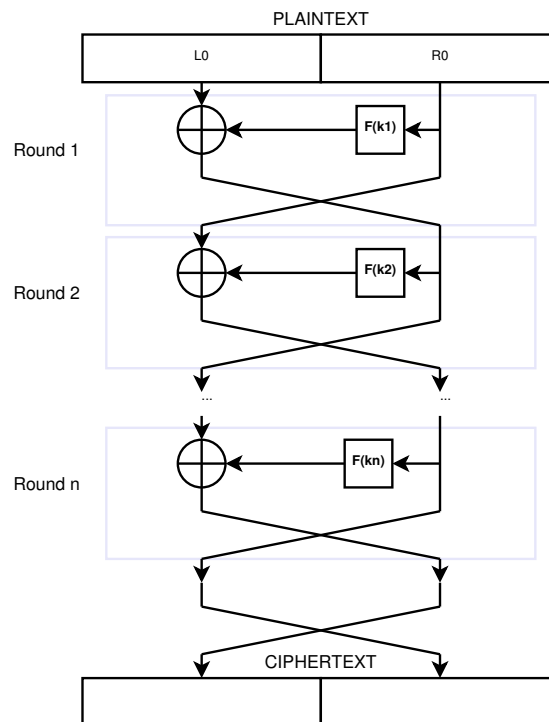 PLAINTEXT
L0 R0
F(k1)
Round 1
F(k2)
Round 2
... ...
F(kn)
Round n
CIPHERTEXT